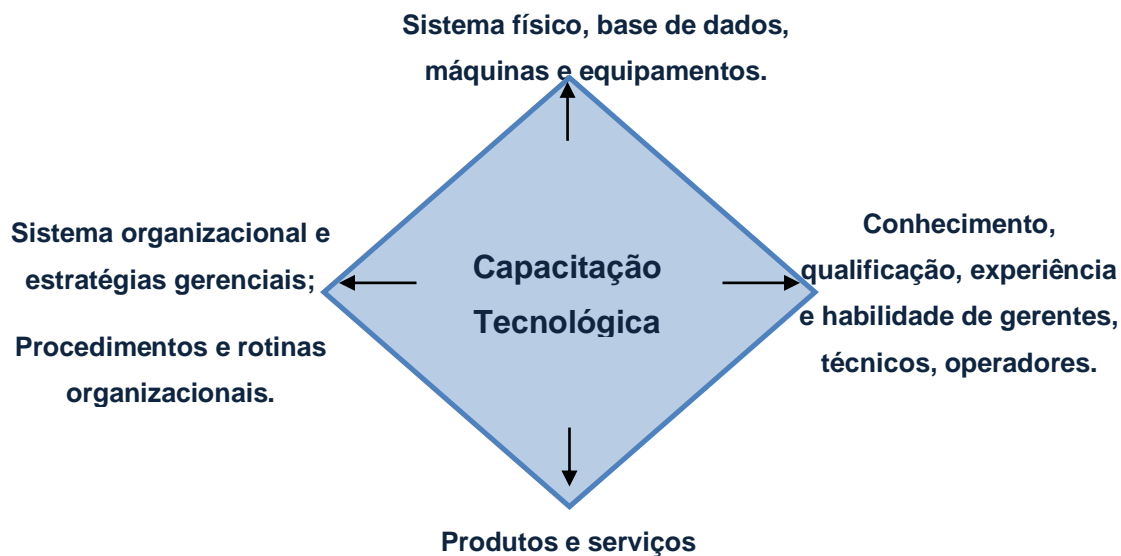 Sistema físico, base de dados,
máquinas e equipamentos.
Sistema organizacional e
estratégias gerenciais;
Procedimentos e rotinas
organizacionais.
Capacitação
Tecnológica
Conhecimento,
qualificação, experiência
e habilidade de gerentes,
técnicos, operadores.
Produtos e serviços